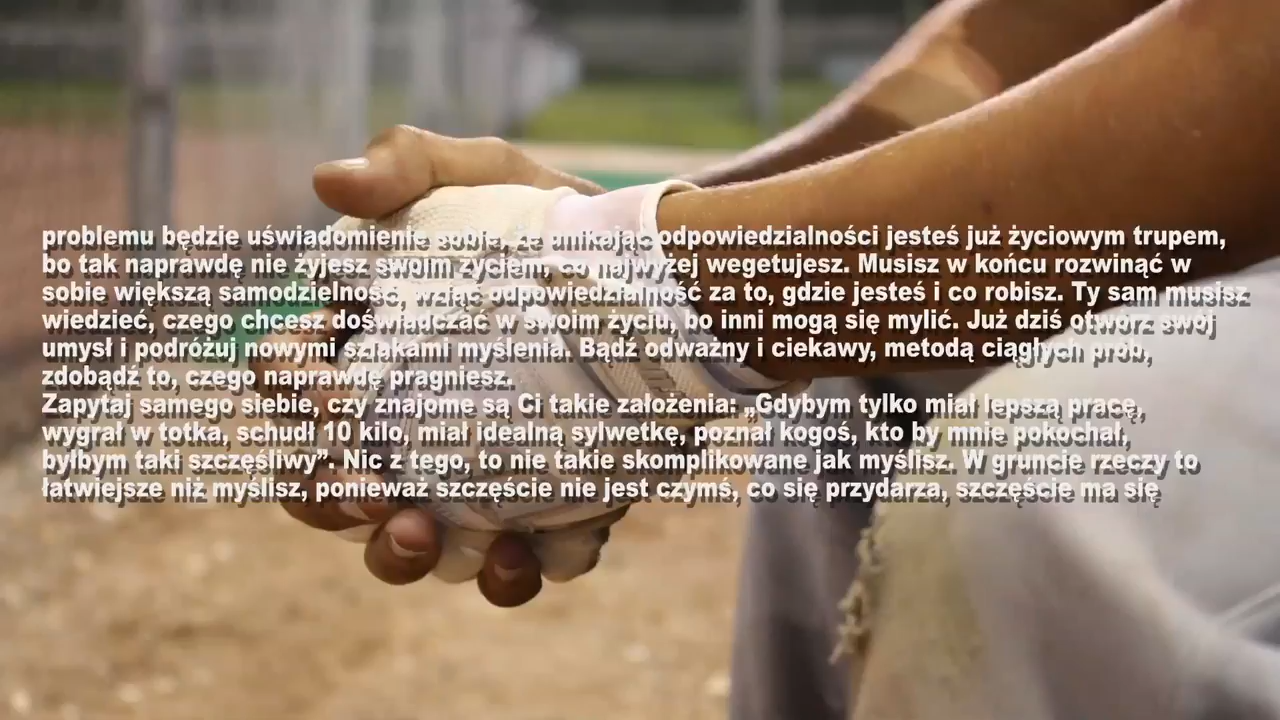 problemu będzie uświadomienie sobie, że unikając odpowiedzialności jesteś już życiowym trupem,
bo tak naprawdę nie żyjesz swoim życiem, co najwyżej wegetujesz. Musisz w końcu rozwinąć w
sobie większą samodzielność, wziąć odpowiedzialność za to, gdzie jesteś i co robisz. Ty sam musisz
wiedzieć, czego chcesz doświadczać w swoim życiu, bo inni mogą się mylić. Już dziś otwórz swój
umysł i podróżuj nowymi szlakami myślenia. Bądź odważny i ciekawy, metodą ciągłych prób,
zdobądź to, czego naprawdę pragniesz.
Zapytaj samego siebie, czy znajome są Ci takie założenia: „Gdybym tylko miał lepszą pracę,
wygrał w totka, schudł 10 kilo, miał idealną sylwetkę, poznał kogoś, kto by mnie pokochał,
byłbym taki szczęśliwy”. Nic z tego, to nie takie skomplikowane jak myślisz. W gruncie rzeczy to
łatwiejsze niż myślisz, ponieważ szczęście nie jest czymś, co się przydarza, szczęście ma się